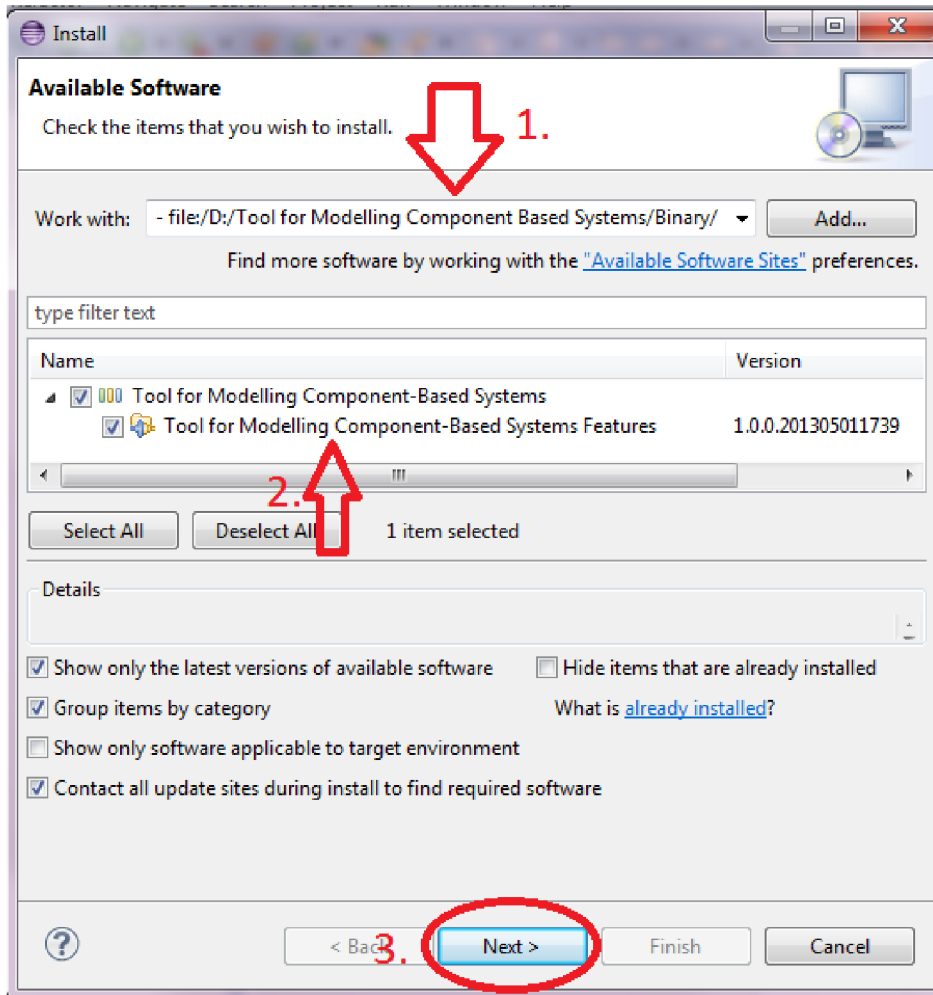 Install
Available Software
Check the items that you wish to install.
1.
Work with: - file:/D:/Tool for Modelling Component Based Systems/Binary/ Add...
Find more software by working with the "Available Software Sites" preferences.
type filter text
Name Version
Tool for Modelling Component-Based Systems
Tool for Modelling Component-Based Systems Features 1.0.0.201305011739
2.
Select All Deselect All 1 item selected
Details
Show only the latest versions of available software Hide items that are already installed
Group items by category What is already installed?
Show only software applicable to target environment
Contact all update sites during install to find required software
? < Back 3. Next > Finish Cancel